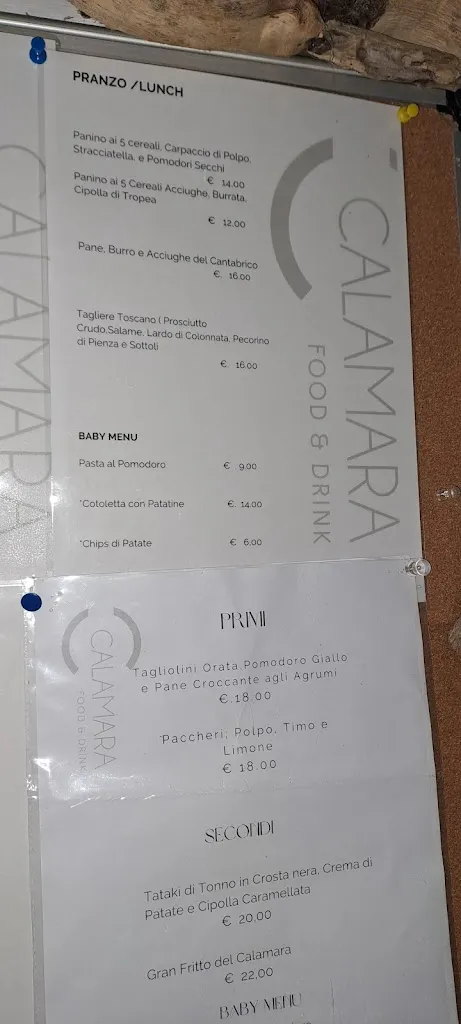 PRANZO /LUNCH
Panino ai 5 cereali, Carpaccio di Polpo,
Stracciatella, e Pomodori Secchi
€ 14.00
Panino ai 5 Cereali Acciughe, Burrata,
Cipolla di Tropea
€ 12.00
Pane, Burro e Acciughe del Cantabrico
€ 16.00
Tagliere Toscano ( Prosciutto
Crudo,Salame, Lardo di Colonnata, Pecorino
di Pienza e Sottoli
€ 16.00
BABY MENU
Pasta al Pomodoro € 9.00
*Cotoletta con Patatine € 14.00
*Chips di Patate € 6.00
CALAMARA
FOOD & DRINK
CALAMARA
PRIMI
Tagliolini Orata,Pomodoro Giallo
e Pane Croccante agli Agrumi
€.18.00
*Paccheri, Polpo, Timo e
Limone
€ 18.00
SECONDI
Tataki di Tonno in Crosta nera, Crema di
Patate e Cipolla Caramellata
€ 20,00
Gran Fritto del Calamara
€ 22,00
BABY MENU
CALAMARA
FOOD & DRINK